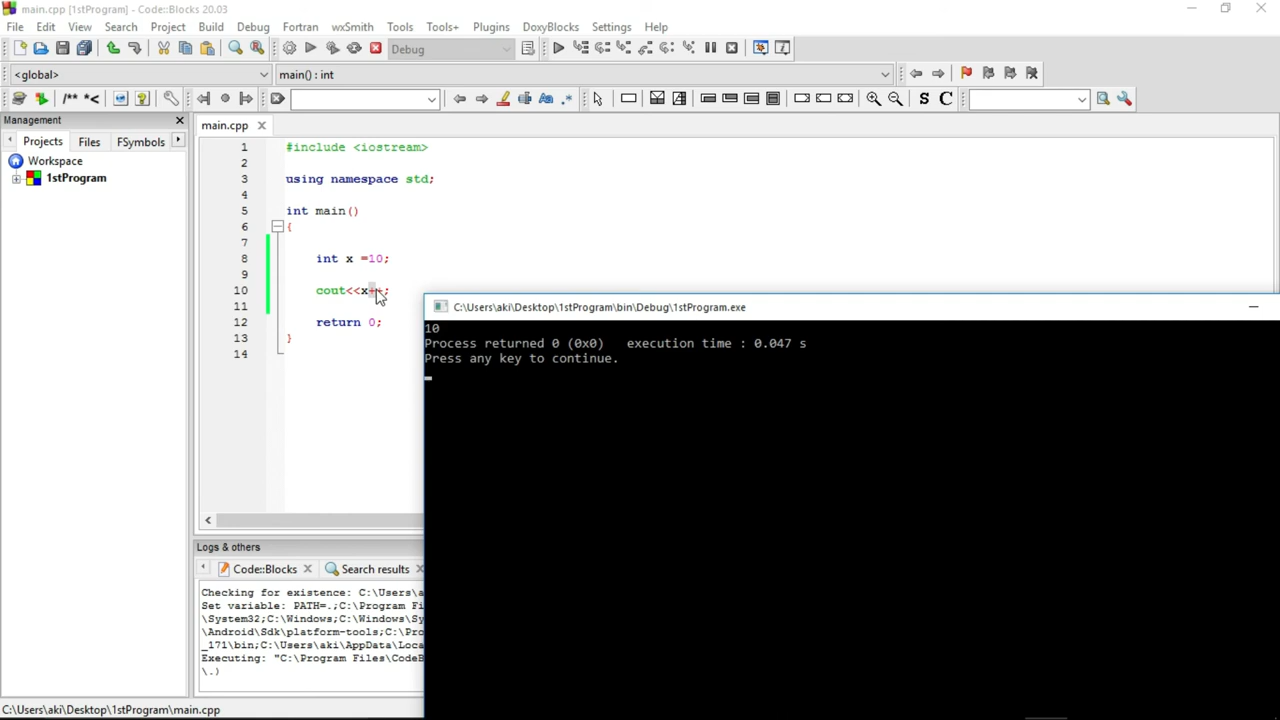 main.cpp [1stProgram] - Code::Blocks 20.03
File Edit View Search Project Build Debug Fortran wxSmith Tools Tools+ Plugins DoxyBlocks Settings Help
Debug
<global> main() : int
/** *< S C
Management
Projects Files FSymbols
Workspace
1stProgram
main.cpp
1 #include <iostream>
2
3 using namespace std;
4
5 int main()
6 {
7
8 int x =10;
9
10 cout<<x++;
11
12 return 0;
13 }
14
C:\Users\aki\Desktop\1stProgram\bin\Debug\1stProgram.exe
10
Process returned 0 (0x0) execution time : 0.047 s
Press any key to continue.
Logs & others
Code::Blocks Search results
Checking for existence: C:\Users\a
Set variable: PATH=.;C:\Program Fi
\System32;C:\Windows;C:\Windows\Sy
\Android\Sdk\platform-tools;C:\Pro
_171\bin;C:\Users\aki\AppData\Loca
Executing: "C:\Program Files\CodeB
\.)
C:\Users\aki\Desktop\1stProgram\main.cpp